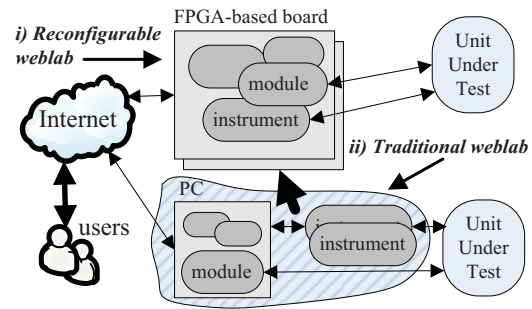 FPGA-based board
i) Reconfigurable
weblab
module
instrument
Unit
Under
Test
Internet
ii) Traditional weblab
PC
users
module
instrument
Unit
Under
Test